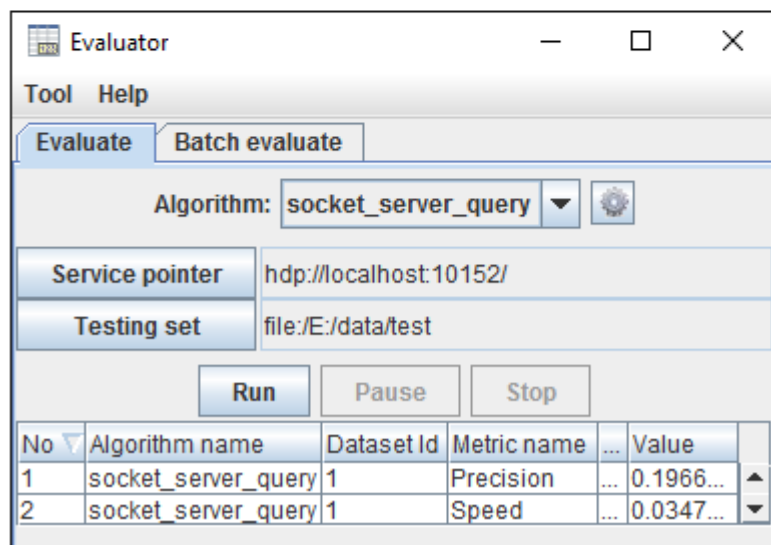 Evaluator
Tool Help
Evaluate Batch evaluate
Algorithm: socket_server_query
Service pointer hdp://localhost:10152/
Testing set file:/E:/data/test
Run Pause Stop
No Algorithm name Dataset Id Metric name ... Value
1 socket_server_query 1 Precision ... 0.1966...
2 socket_server_query 1 Speed ... 0.0347...